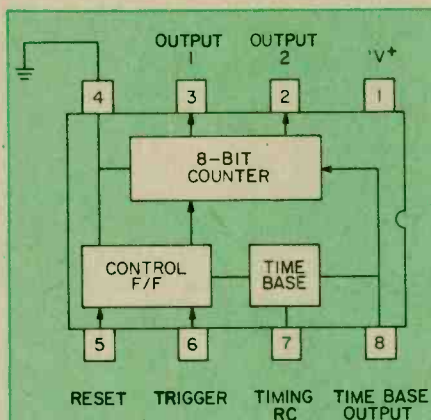 OUTPUT
1
OUTPUT
2
V+
4
3
2
1
8-BIT
COUNTER
CONTROL
F/F
TIME
BASE
5
6
7
8
RESET
TRIGGER
TIMING
RC
TIME BASE
OUTPUT